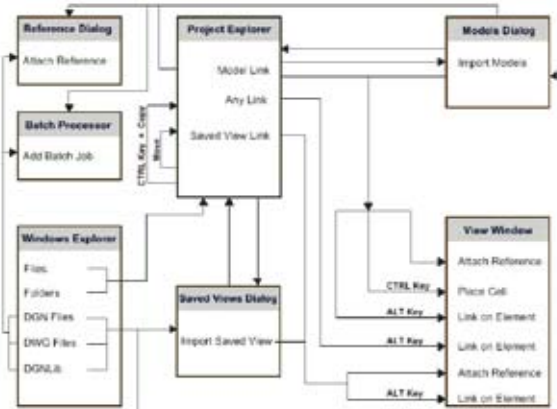 Reference Dialog
Attach Reference
Batch Processor
Add Batch Job
Windows Explorer
Files
Folders
DGN Files
DWG Files
DGNLib
Project Explorer
Model Link
Any Link
Saved View Link
CTRL Key + Copy
Move
Saved Views Dialog
Import Saved View
Models Dialog
Import Models
View Window
Attach Reference
CTRL Key
Place Cell
ALT Key
Link on Element
ALT Key
Link on Element
Attach Reference
ALT Key
Link on Element